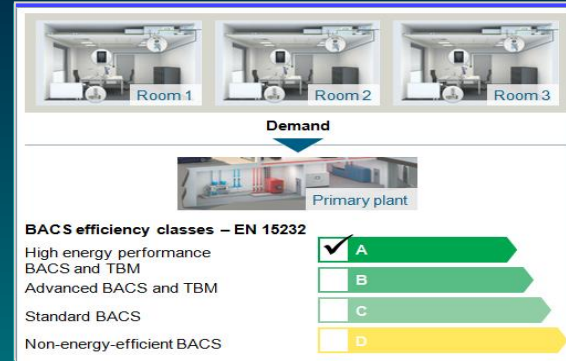 Room 1
Room 2
Room 3
Demand
Primary plant
BACS efficiency classes – EN 15232
High energy performance
BACS and TBM
A
Advanced BACS and TBM
B
Standard BACS
C
Non-energy-efficient BACS
D